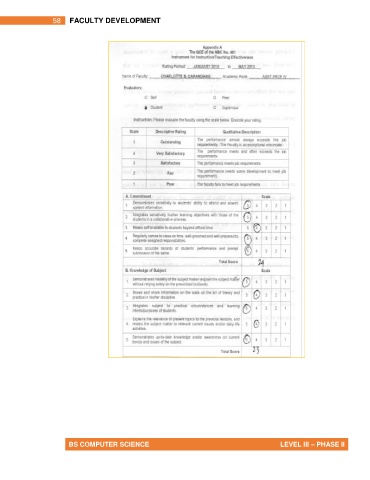 58 FACULTY DEVELOPMENT
Appendix A
The QCE of the NBC No. 461
Instrument for Instruction/Teaching Effectiveness
Rating Period: JANUARY 2012 to MAY 2012
Name of Faculty: CHARLOTTE B. CARANDANG Academic Rank: ASST PROF IV
Evaluators:
Self Peer
Student Supervisor
Instruction: Please evaluate the faculty using the scale below. Encircle your rating.
Scale Descriptive Rating Qualitative Description
5 Outstanding The performance almost always exceeds the job requirements. The Faculty is an exceptional role model
4 Very Satisfactory The performance meets and often exceeds the job requirements
3 Satisfactory The performance meets job requirements
2 Fair The performance needs some development to meet job requirements.
1 Poor The faculty fails to meet job requirements
A. Commitment Scale
1. Demonstrates sensitivity to students' ability to attend and absorb content information. 5 4 3 2 1
2. Integrates sensitively his/her learning objectives with those of the students in a collaborative process. 5 4 3 2 1
3. Makes self available to students beyond official time 5 4 3 2 1
4. Regularly comes to class on time, well-groomed and well-prepared to complete assigned responsibilities. 5 4 3 2 1
5. Keeps accurate records of students' performance and prompt submission of the same. 5 4 3 2 1
Total Score 24
B. Knowledge of Subject Scale
1. Demonstrates mastery of the subject matter (explain the subject matter without relying solely on the prescribed textbook). 5 4 3 2 1
2. Draws and share information on the state on the art of theory and practice in his/her discipline. 5 4 3 2 1
3. Integrates subject to practical circumstances and learning intents/purposes of students. 5 4 3 2 1
4. Explains the relevance of present topics to the previous lessons, and relates the subject matter to relevant current issues and/or daily life activities. 5 4 3 2 1
5. Demonstrates up-to-date knowledge and/or awareness on current trends and issues of the subject. 5 4 3 2 1
Total Score 23
BS COMPUTER SCIENCE LEVEL III – PHASE II